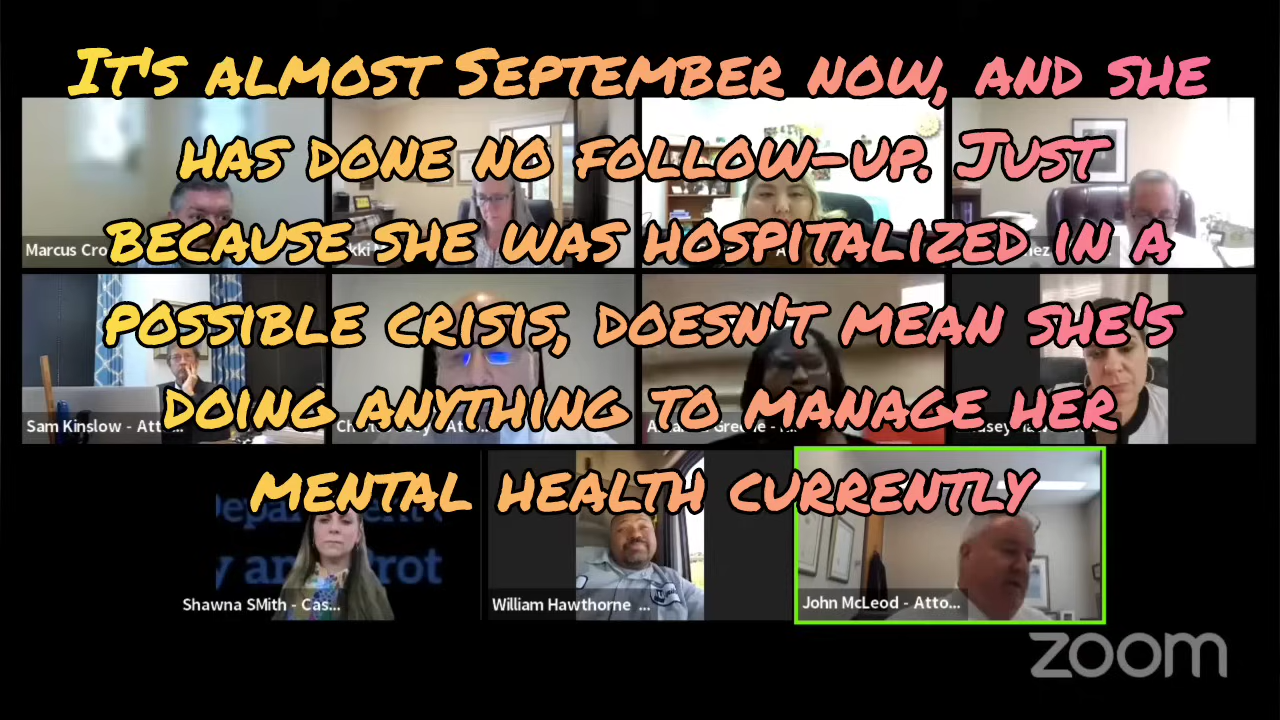 It's almost September now, and she
has done no follow-up. Just
because she was hospitalized in a
possible crisis, doesn't mean she's
doing anything to manage her
mental health currently
Marcus Cro
Sam Kinslow - Att...
Shawna SMith - Cas...
William Hawthorne ...
John McLeod - Atto...
zoom